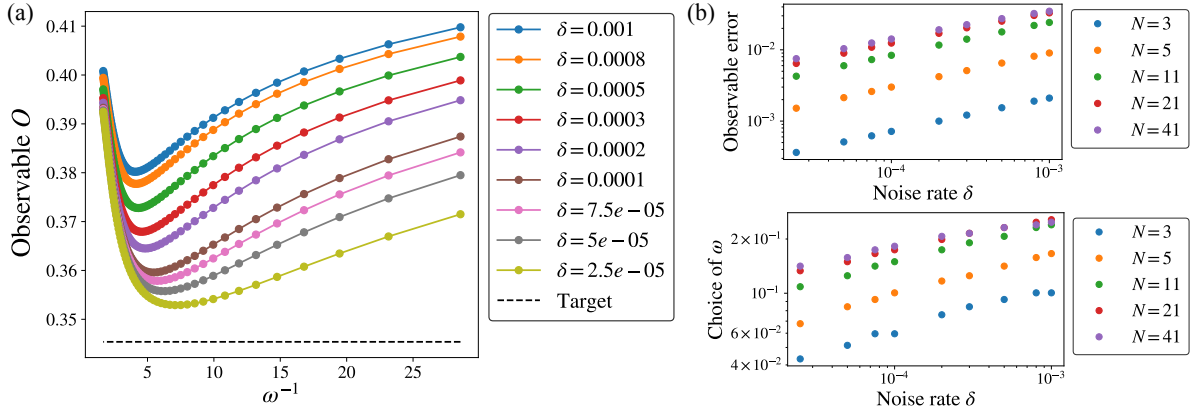 (a)
Observable O
0.41
0.40
0.39
0.38
0.37
0.36
0.35
5
10
15
20
25
ω⁻¹
δ = 0.001
δ = 0.0008
δ = 0.0005
δ = 0.0003
δ = 0.0002
δ = 0.0001
δ = 7.5e − 05
δ = 5e − 05
δ = 2.5e − 05
Target
(b)
Observable error
10⁻²
10⁻³
10⁻⁴
10⁻³
Noise rate δ
N = 3
N = 5
N = 11
N = 21
N = 41
Choice of ω
2 × 10⁻¹
10⁻¹
6 × 10⁻²
4 × 10⁻²
10⁻⁴
10⁻³
Noise rate δ
N = 3
N = 5
N = 11
N = 21
N = 41